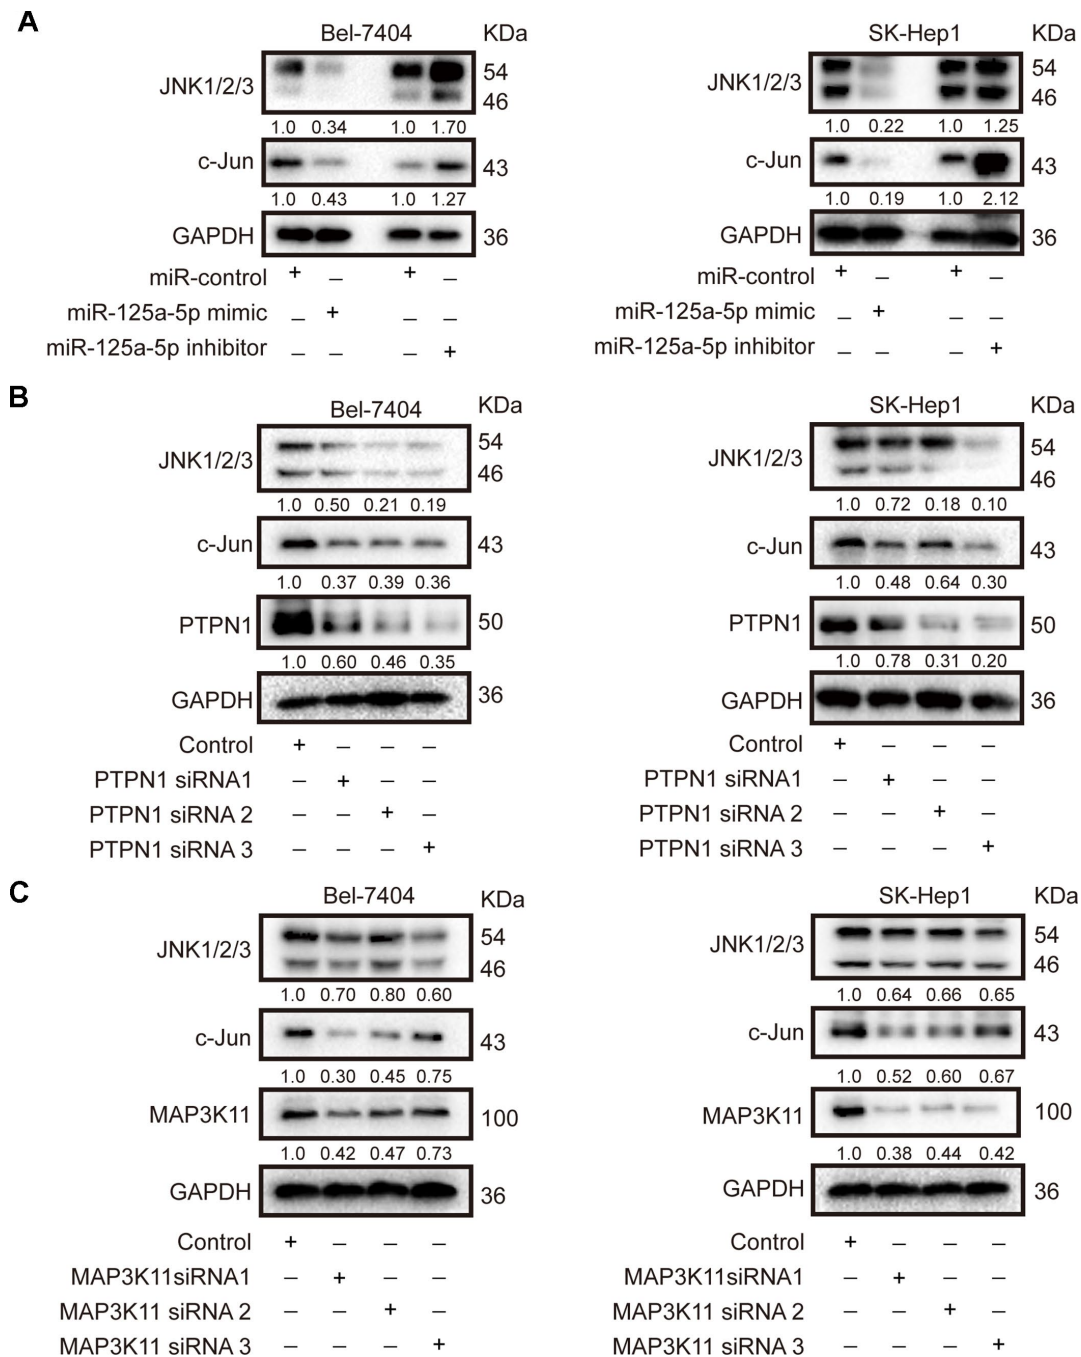 A
Bel-7404 KDa
JNK1/2/3 54
46
1.0 0.34 1.0 1.70
c-Jun 43
1.0 0.43 1.0 1.27
GAPDH 36
miR-control + – + –
miR-125a-5p mimic – + – –
miR-125a-5p inhibitor – – – +
SK-Hep1 KDa
JNK1/2/3 54
46
1.0 0.22 1.0 1.25
c-Jun 43
1.0 0.19 1.0 2.12
GAPDH 36
miR-control + – + –
miR-125a-5p mimic – + – –
miR-125a-5p inhibitor – – – +
B
Bel-7404 KDa
JNK1/2/3 54
46
1.0 0.50 0.21 0.19
c-Jun 43
1.0 0.37 0.39 0.36
PTPN1 50
1.0 0.60 0.46 0.35
GAPDH 36
Control + – – –
PTPN1 siRNA1 – + – –
PTPN1 siRNA 2 – – + –
PTPN1 siRNA 3 – – – +
SK-Hep1 KDa
JNK1/2/3 54
46
1.0 0.72 0.18 0.10
c-Jun 43
1.0 0.48 0.64 0.30
PTPN1 50
1.0 0.78 0.31 0.20
GAPDH 36
Control + – – –
PTPN1 siRNA1 – + – –
PTPN1 siRNA 2 – – + –
PTPN1 siRNA 3 – – – +
C
Bel-7404 KDa
JNK1/2/3 54
46
1.0 0.70 0.80 0.60
c-Jun 43
1.0 0.30 0.45 0.75
MAP3K11 100
1.0 0.42 0.47 0.73
GAPDH 36
Control + – – –
MAP3K11siRNA1 – + – –
MAP3K11 siRNA 2 – – + –
MAP3K11 siRNA 3 – – – +
SK-Hep1 KDa
JNK1/2/3 54
46
1.0 0.64 0.66 0.65
c-Jun 43
1.0 0.52 0.60 0.67
MAP3K11 100
1.0 0.38 0.44 0.42
GAPDH 36
Control + – – –
MAP3K11siRNA1 – + – –
MAP3K11 siRNA 2 – – + –
MAP3K11 siRNA 3 – – – +